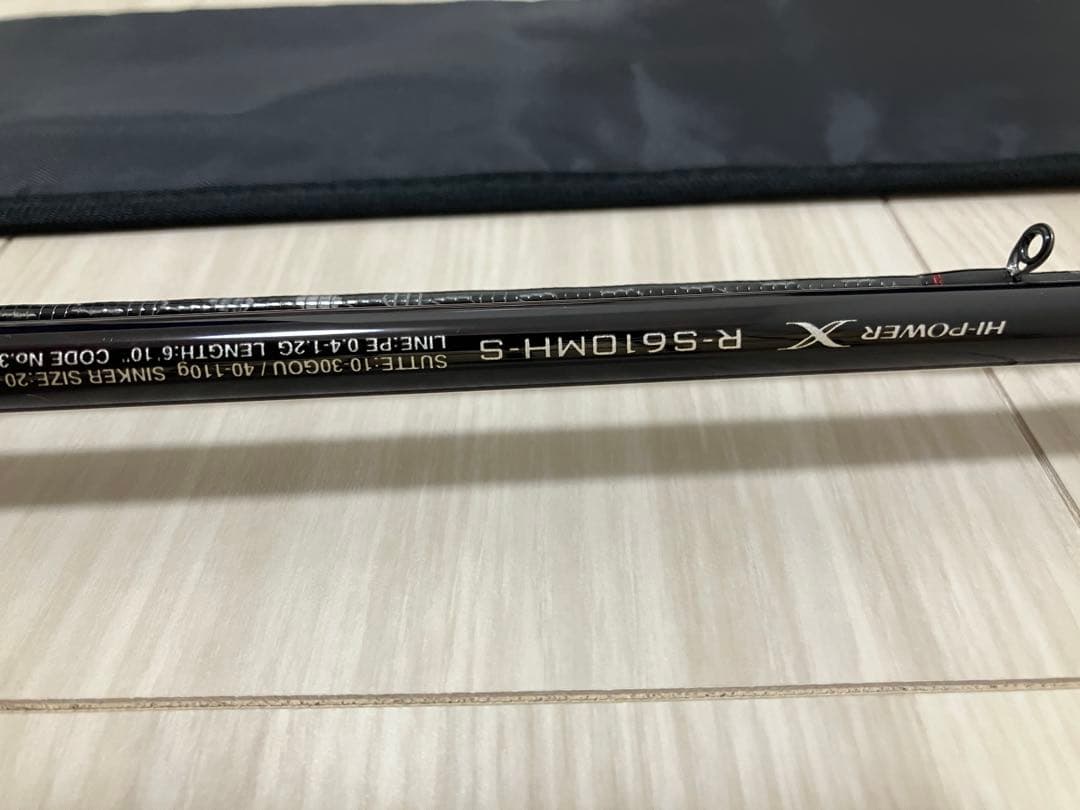 HI-POWER X R-S610MH-S
SUTTE:10-30GOU / 40-110g SINKER SIZE:20
LINE:PE 0.4-1.2G LENGTH:6'10" CODE No.3